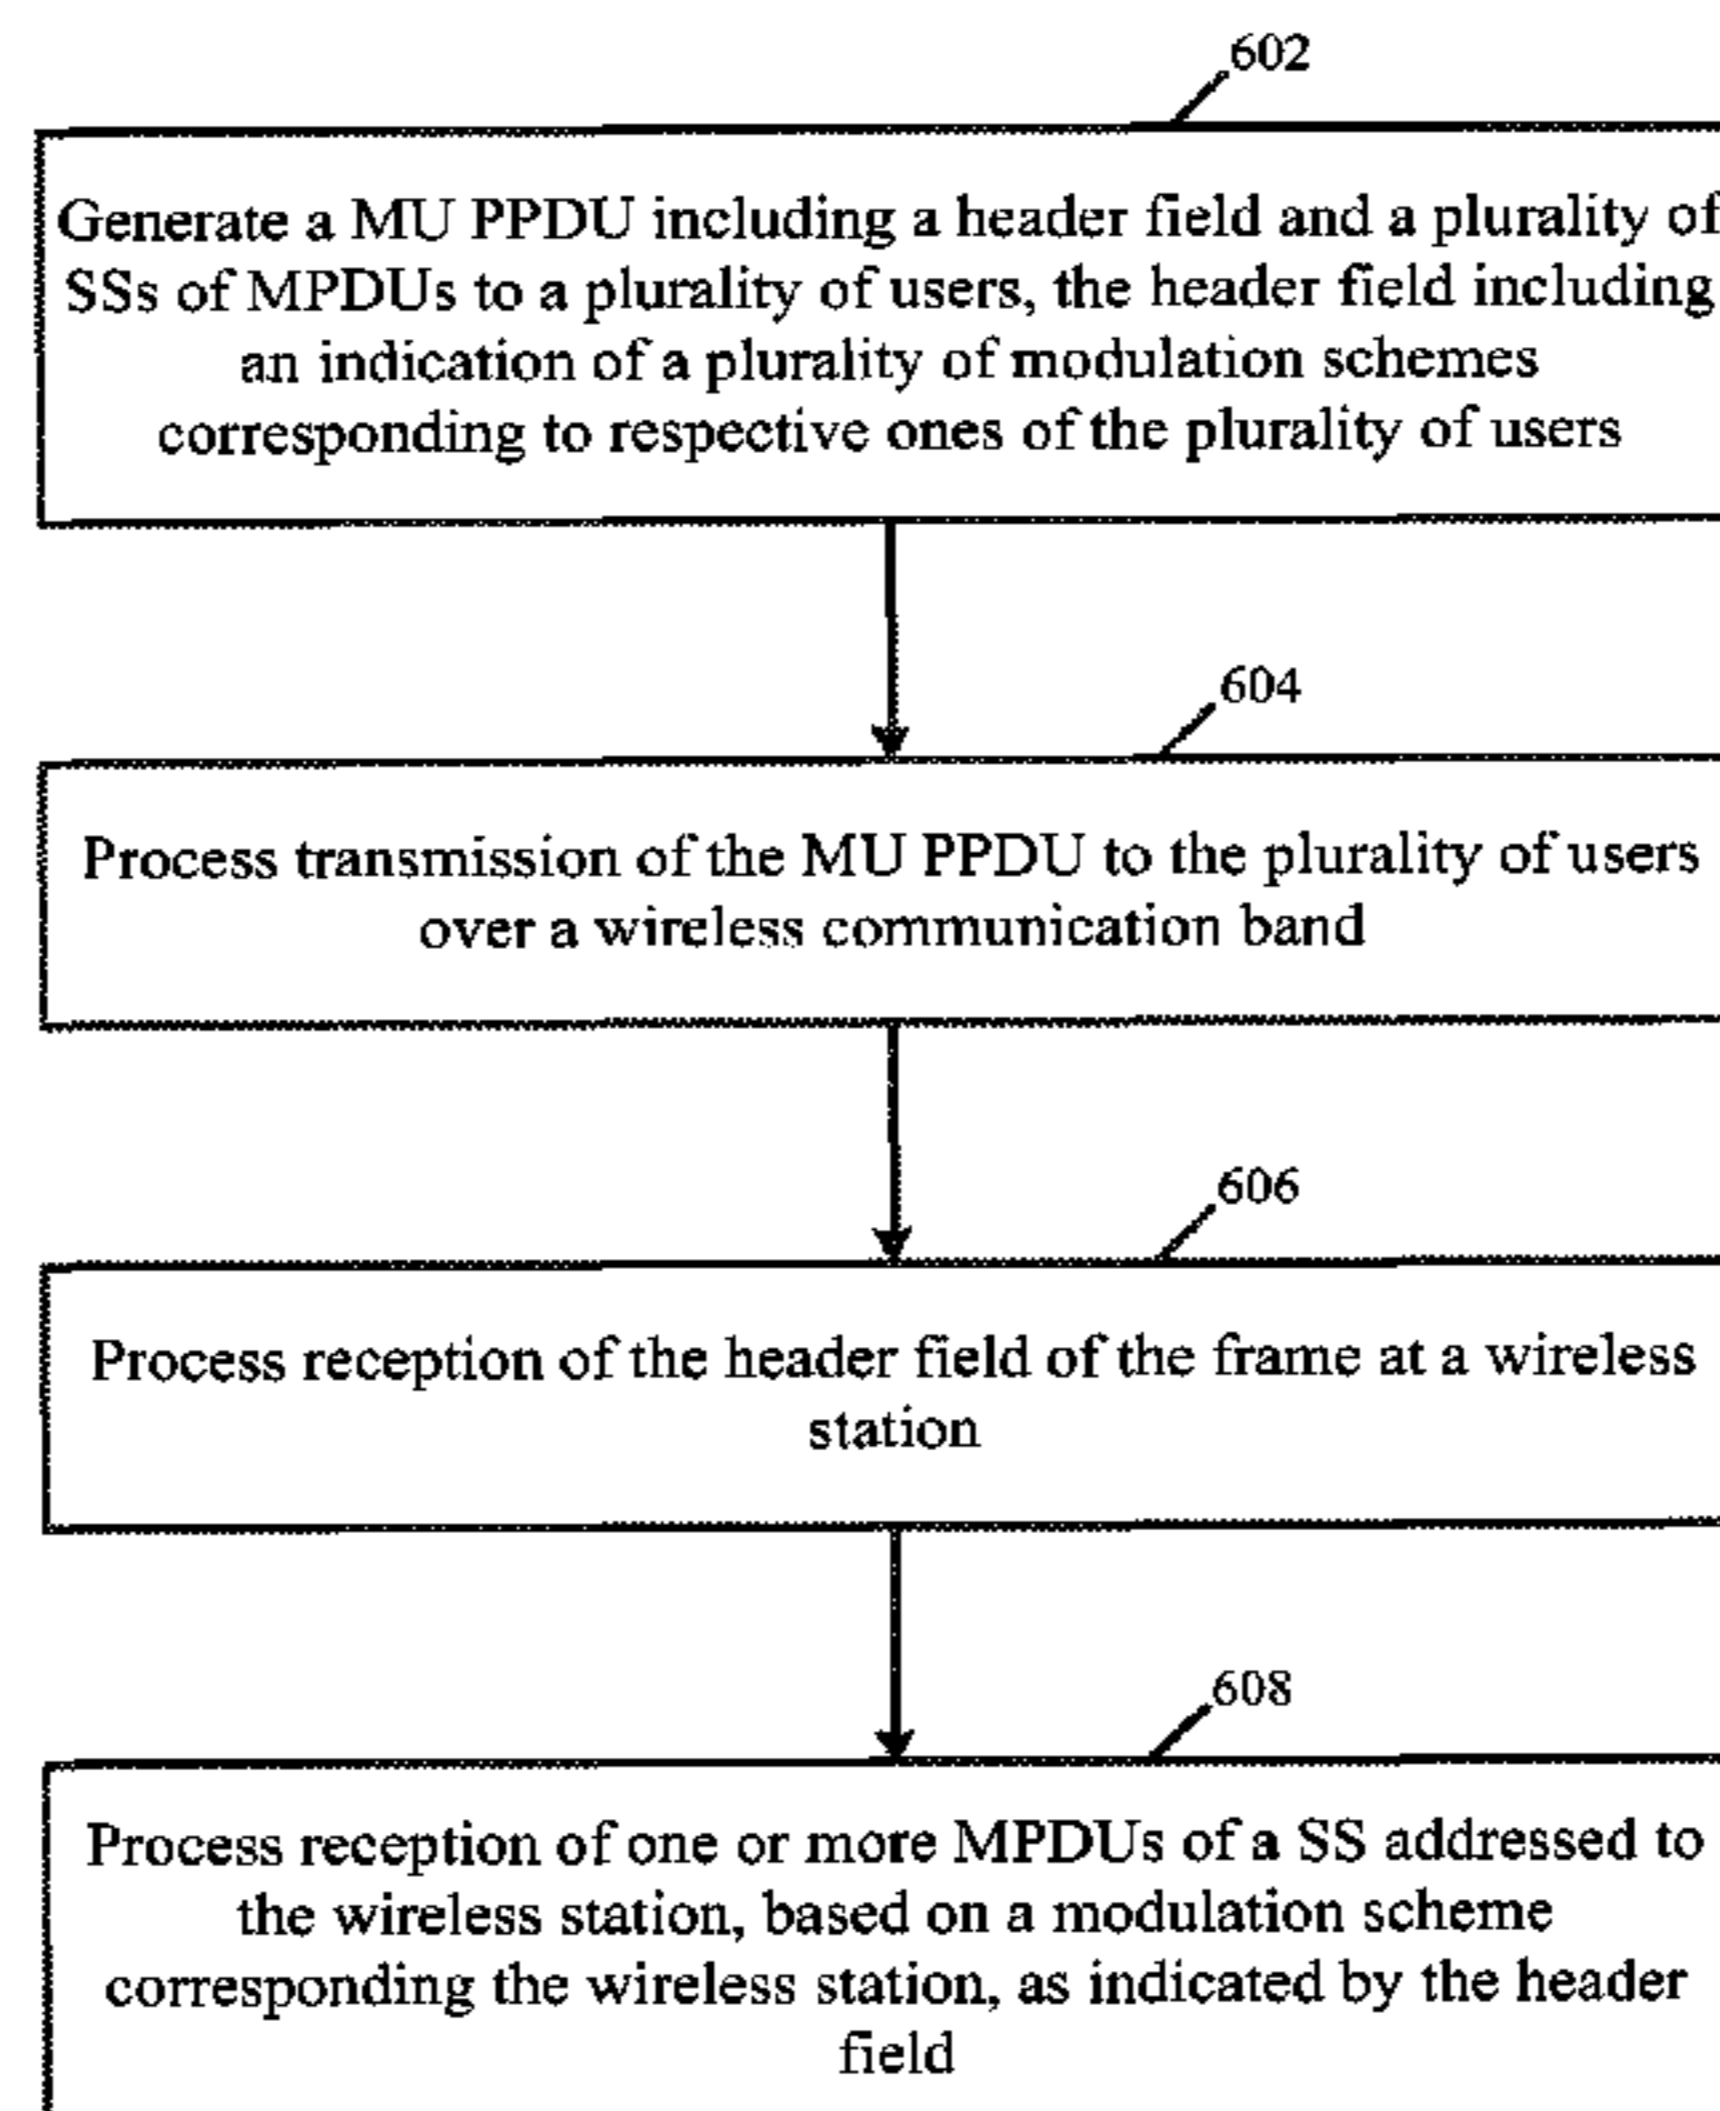 602
Generate a MU PPDU including a header field and a plurality of
SSs of MPDUs to a plurality of users, the header field including
an indication of a plurality of modulation schemes
corresponding to respective ones of the plurality of users
604
Process transmission of the MU PPDU to the plurality of users
over a wireless communication band
606
Process reception of the header field of the frame at a wireless
station
608
Process reception of one or more MPDUs of a SS addressed to
the wireless station, based on a modulation scheme
corresponding the wireless station, as indicated by the header
field